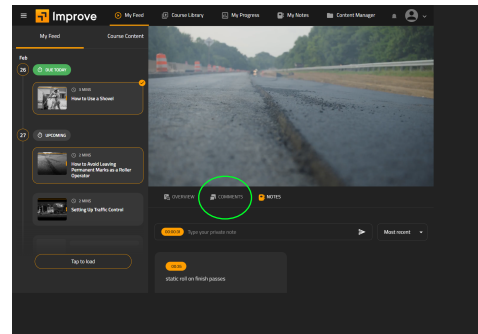 Improve
My Feed
Course Library
My Progress
My Notes
Content Manager
My Feed
Course Content
Feb
26
DUE TODAY
3 MINS
How to Use a Shovel
27
UPCOMING
2 MINS
How to Avoid Leaving
Permanent Marks as a Roller
Operator
2 MINS
Setting Up Traffic Control
Tap to load
OVERVIEW
COMMENTS
NOTES
Type your private note
Most recent
static roll on finish passes